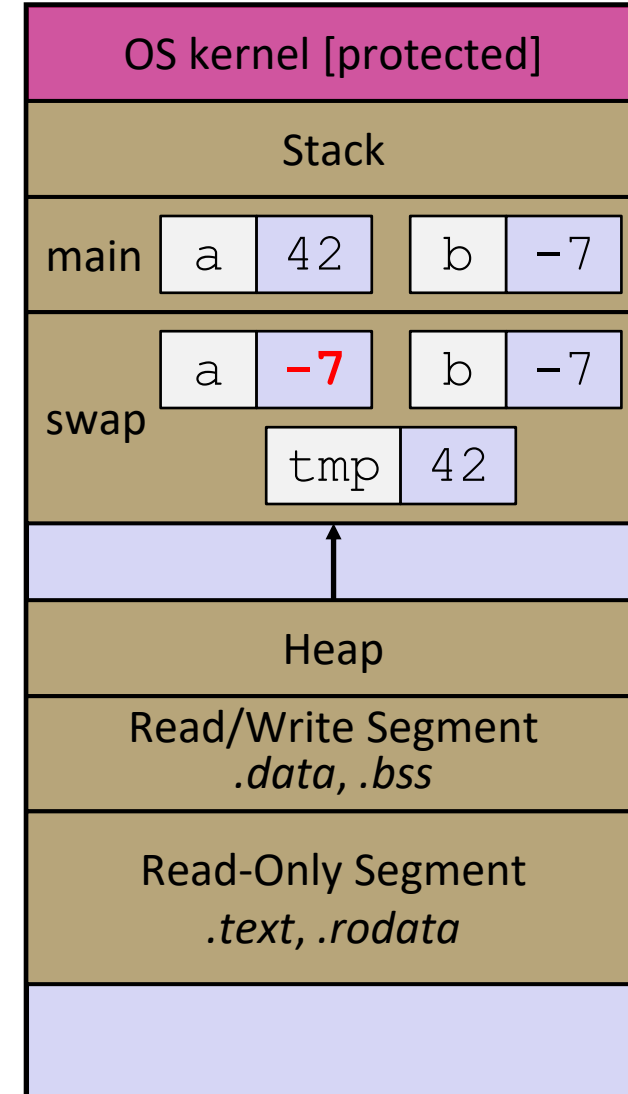 OS kernel [protected]
Stack
main a 42 b -7
a -7 b -7
swap
tmp 42
Heap
Read/Write Segment
.data, .bss
Read-Only Segment
.text, .rodata